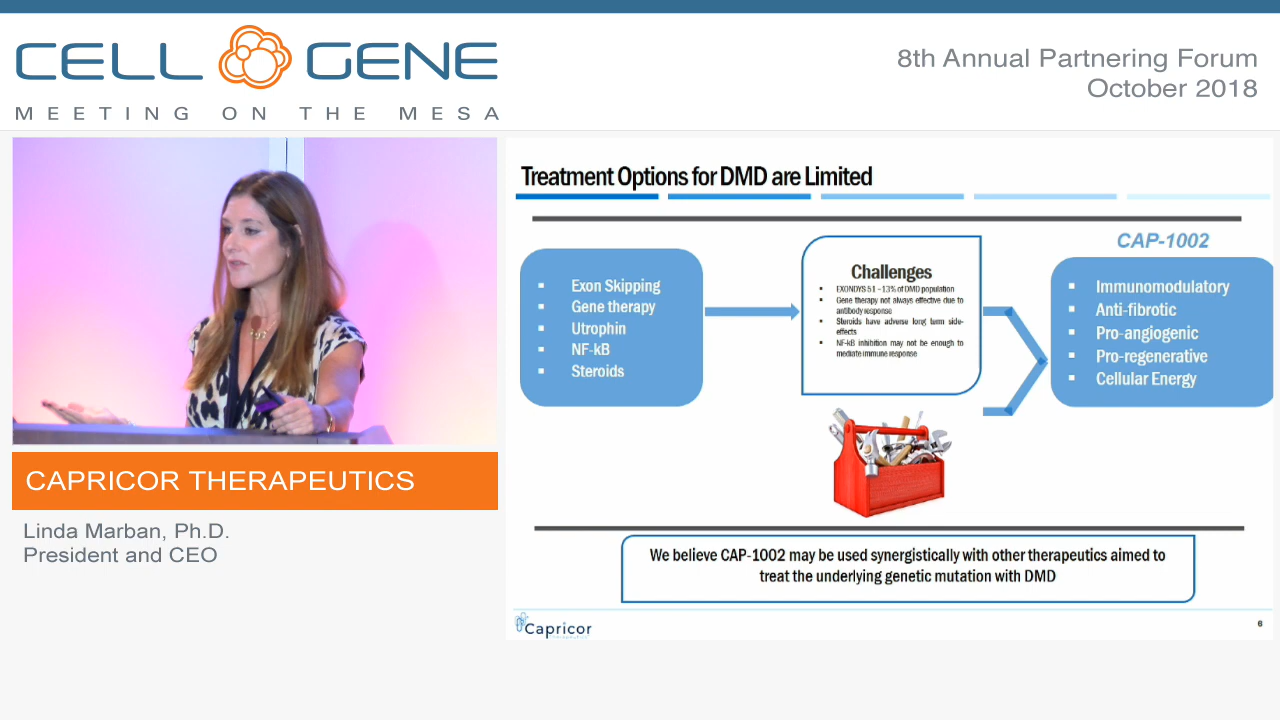 CELL GENE
MEETING ON THE MESA
8th Annual Partnering Forum
October 2018
CAPRICOR THERAPEUTICS
Linda Marban, Ph.D.
President and CEO
Treatment Options for DMD are Limited
▪ Exon Skipping
▪ Gene therapy
▪ Utrophin
▪ NF-kB
▪ Steroids
Challenges
▪ EXONDYS 51 ~13% of DMD population
▪ Gene therapy not always effective due to
antibody response
▪ Steroids have adverse long term side-
effects
▪ NF-kB inhibition may not be enough to
mediate immune response
CAP-1002
▪ Immunomodulatory
▪ Anti-fibrotic
▪ Pro-angiogenic
▪ Pro-regenerative
▪ Cellular Energy
We believe CAP-1002 may be used synergistically with other therapeutics aimed to
treat the underlying genetic mutation with DMD
Capricor
6